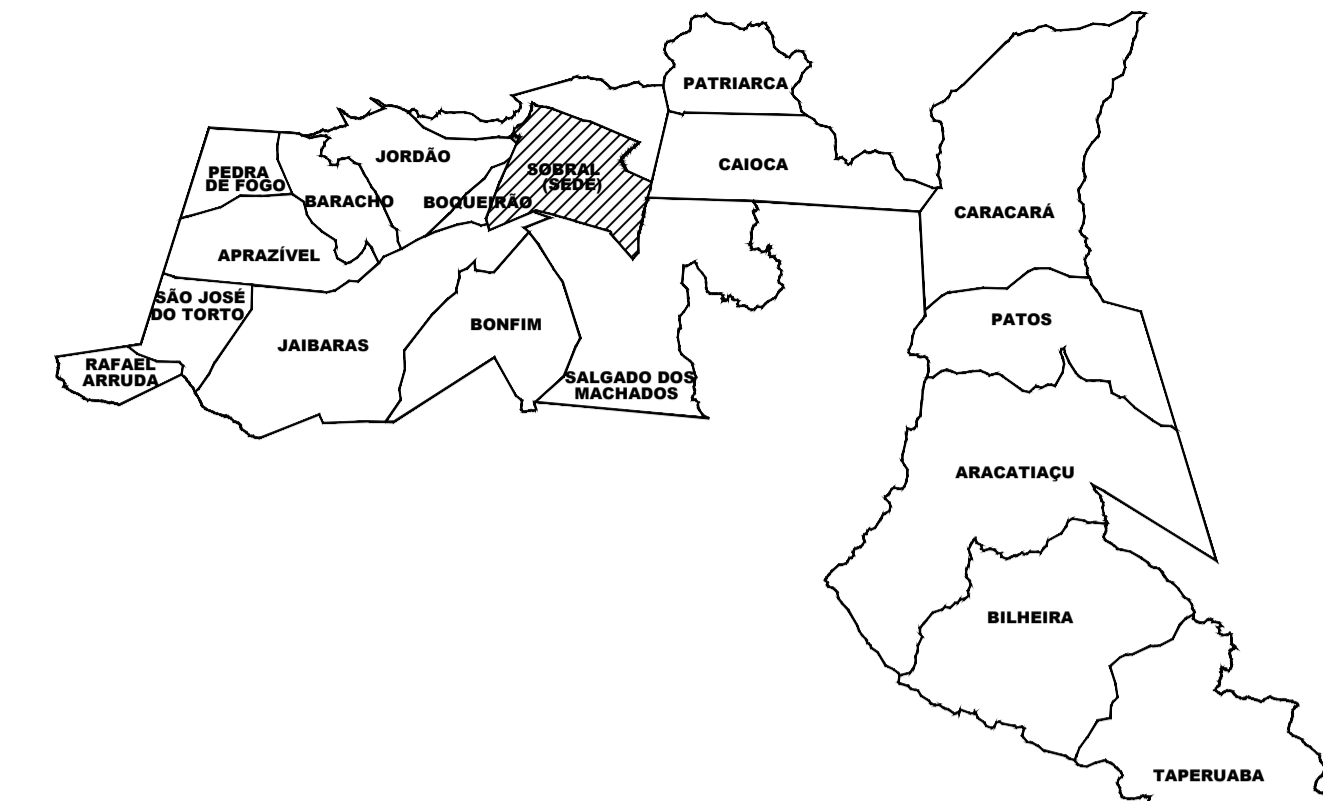 PATRIARCA
JORDÃO
CAIOCA
SOBRAL
(SEDE)
PEDRA
DE FOGO
BARACHO
BOQUEIRÃO
CARACARÁ
APRAZÍVEL
SÃO JOSÉ
DO TORTO
PATOS
BONFIM
JAIBARAS
RAFAEL
ARRUDA
SALGADO DOS
MACHADOS
ARACATIAÇU
BILHEIRA
TAPERUABA